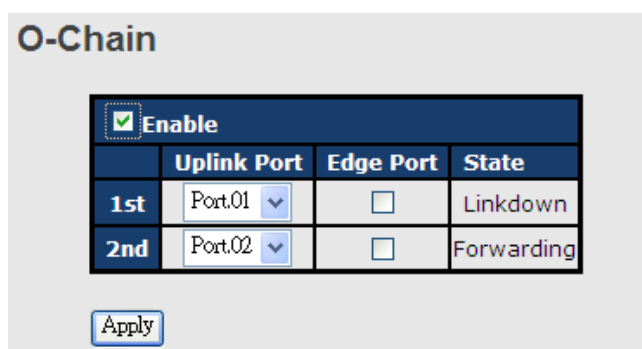 O-Chain
Enable
Uplink Port Edge Port State
1st Port.01 Linkdown
2nd Port.02 Forwarding
Apply